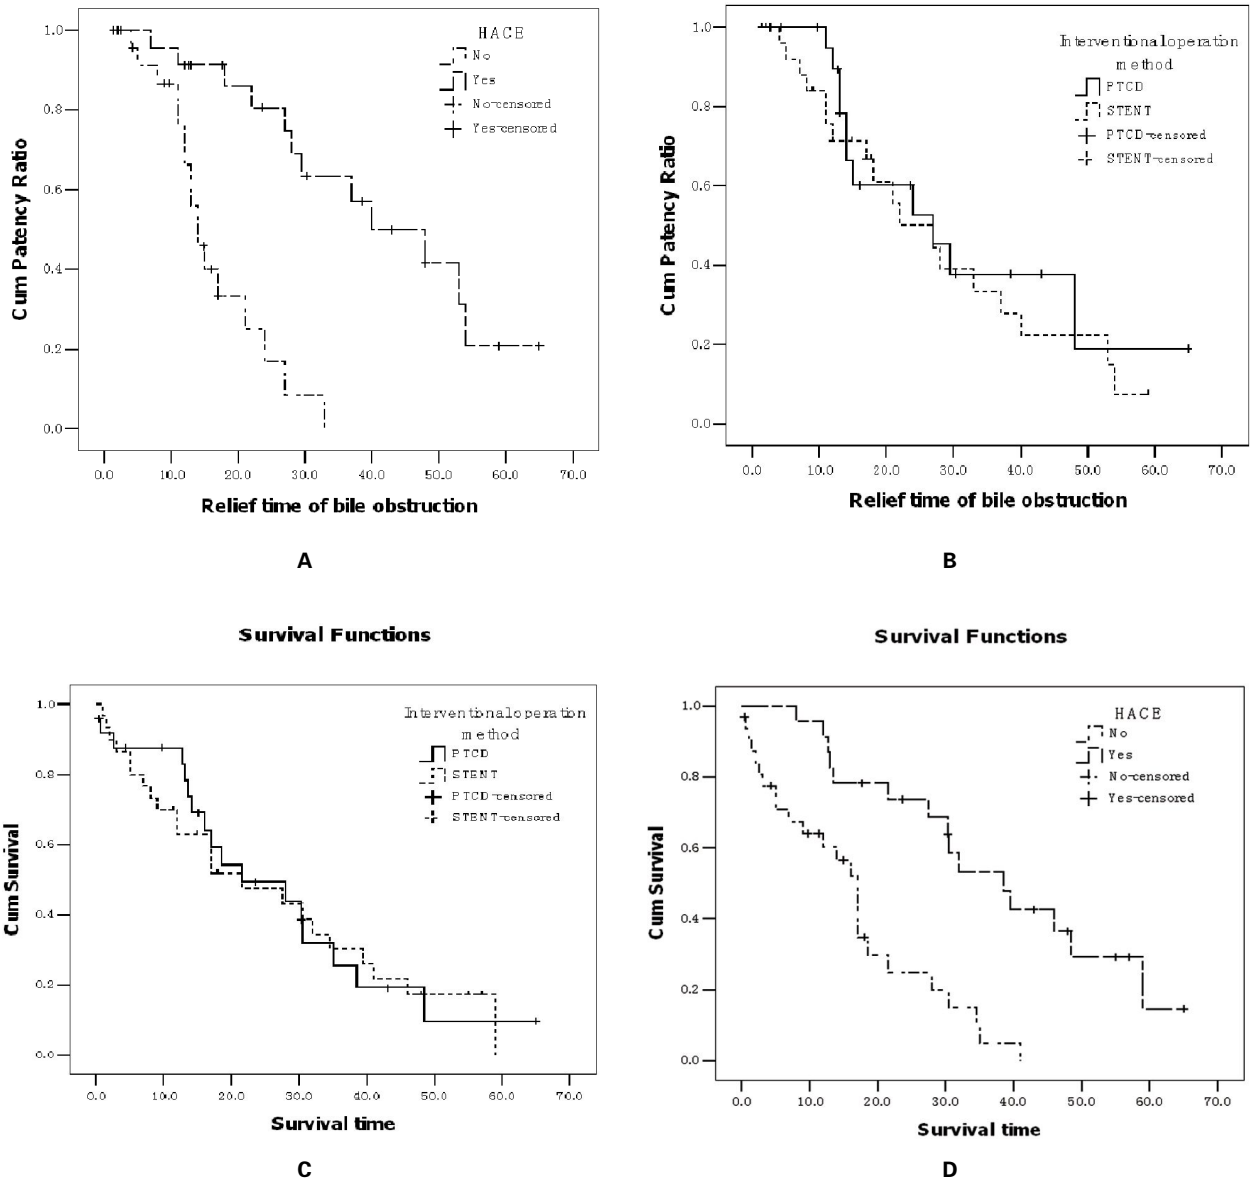 HACE
No
Yes
No-censored
Yes-censored
1.0
0.8
0.6
0.4
0.2
0.0
Cum Patency Ratio
0.0 10.0 20.0 30.0 40.0 50.0 60.0 70.0
Relief time of bile obstruction
A
Interventional operation
method
PTCD
STENT
PTCD-censored
STENT-censored
1.0
0.8
0.6
0.4
0.2
0.0
Cum Patency Ratio
0.0 10.0 20.0 30.0 40.0 50.0 60.0 70.0
Relief time of bile obstruction
B
Survival Functions
Interventional operation
method
PTCD
STENT
PTCD-censored
STENT-censored
1.0
0.8
0.6
0.4
0.2
0.0
Cum Survival
0.0 10.0 20.0 30.0 40.0 50.0 60.0 70.0
Survival time
C
Survival Functions
HACE
No
Yes
No-censored
Yes-censored
1.0
0.8
0.6
0.4
0.2
0.0
Cum Survival
0.0 10.0 20.0 30.0 40.0 50.0 60.0 70.0
Survival time
D